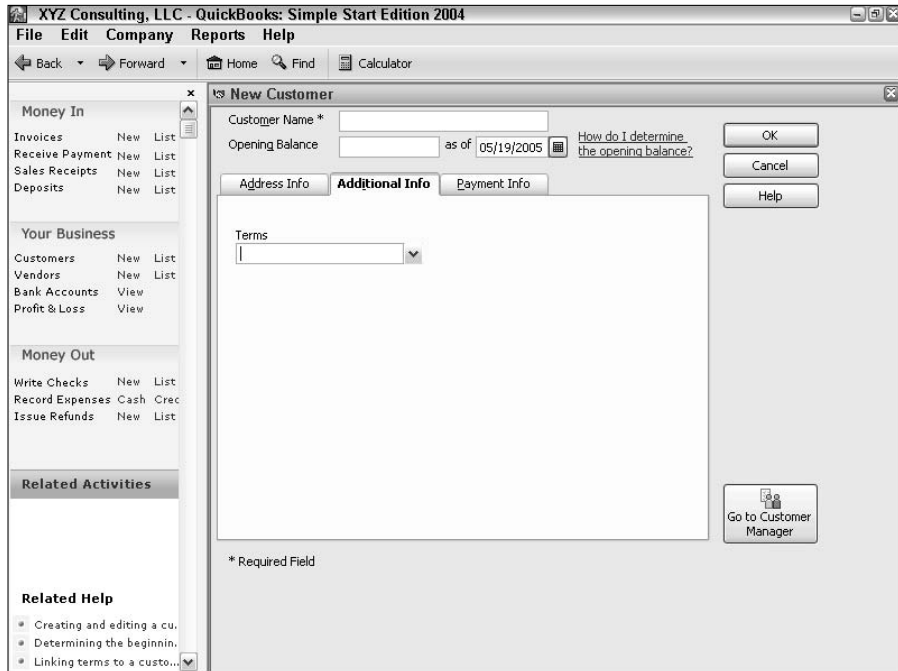 XYZ Consulting, LLC - QuickBooks: Simple Start Edition 2004
File Edit Company Reports Help
Back Forward Home Find Calculator
Money In
Invoices New List
Receive Payment New List
Sales Receipts New List
Deposits New List
Your Business
Customers New List
Vendors New List
Bank Accounts View
Profit & Loss View
Money Out
Write Checks New List
Record Expenses Cash Cred
Issue Refunds New List
Related Activities
Related Help
Creating and editing a cu.
Determining the beginnin.
Linking terms to a custo...
New Customer
Customer Name *
Opening Balance as of 05/19/2005
How do I determine
the opening balance?
OK
Cancel
Help
Address Info Additional Info Payment Info
Terms
Go to Customer
Manager
* Required Field